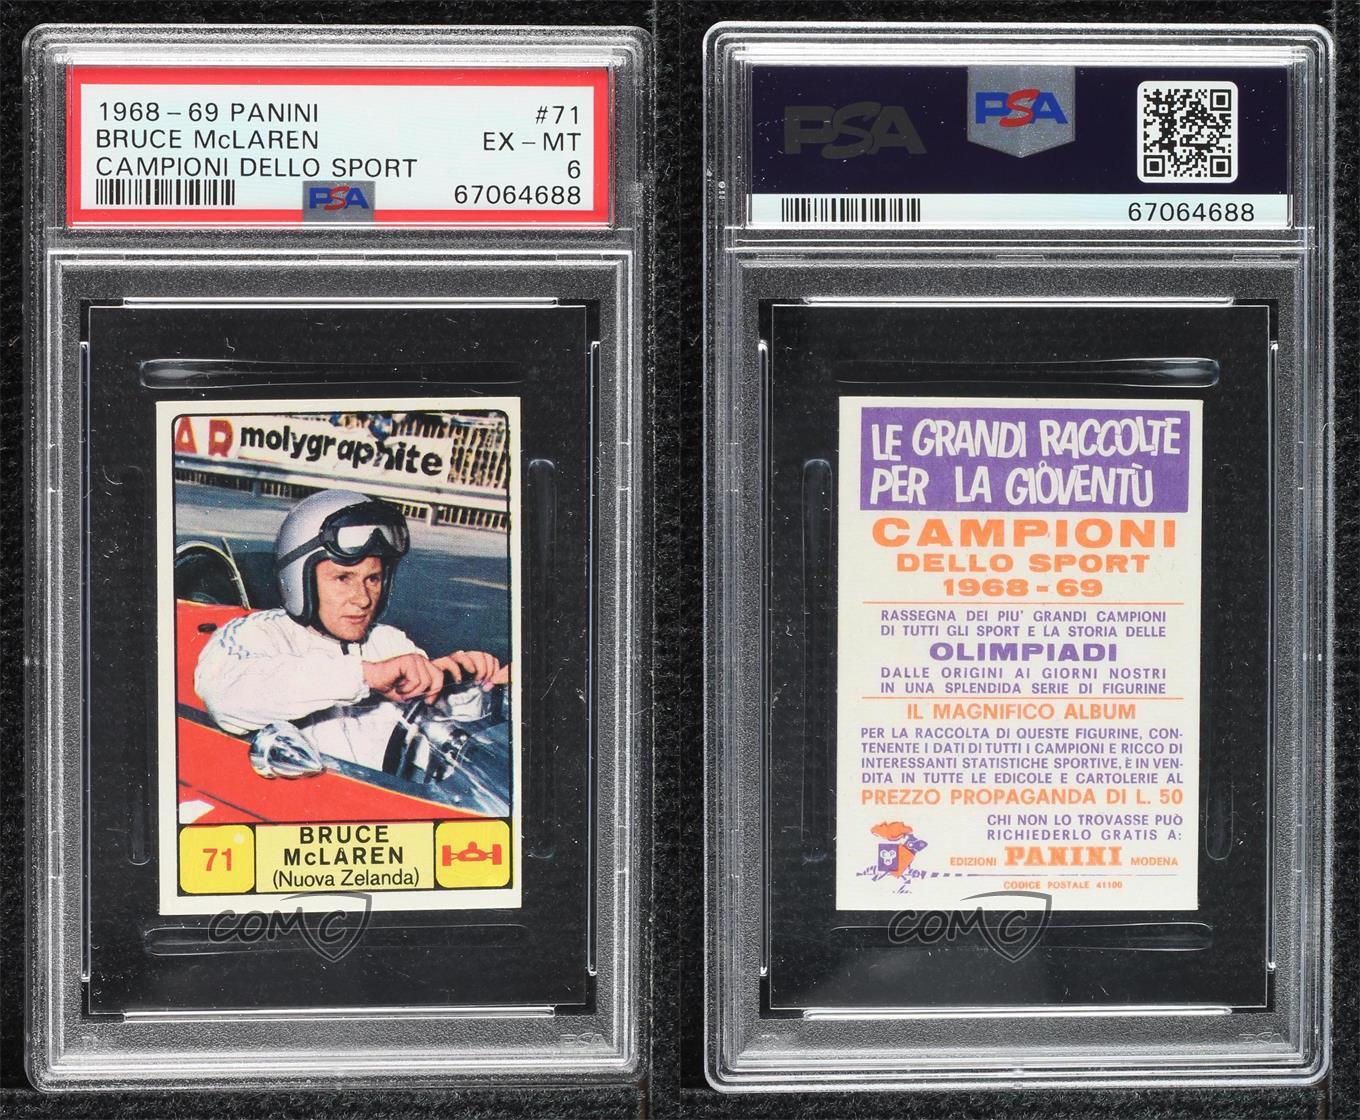 1968-69 PANINI #71
BRUCE McLAREN EX-MT
CAMPIONI DELLO SPORT 6
PSA 67064688
AR molygraphite
71
BRUCE
McLAREN
(Nuova Zelanda)
COMC
PSA
PSA PSA
67064688
LE GRANDI RACCOLTE
PER LA GIOVENTÙ
CAMPIONI
DELLO SPORT
1968-69
RASSEGNA DEI PIU' GRANDI CAMPIONI
DI TUTTI GLI SPORT E LA STORIA DELLE
OLIMPIADI
DALLE ORIGINI AI GIORNI NOSTRI
IN UNA SPLENDIDA SERIE DI FIGURINE
IL MAGNIFICO ALBUM
PER LA RACCOLTA DI QUESTE FIGURINE, CON-
TENENTE I DATI DI TUTTI I CAMPIONI E RICCO DI
INTERESSANTI STATISTICHE SPORTIVE, È IN VEN-
DITA IN TUTTE LE EDICOLE E CARTOLERIE AL
PREZZO PROPAGANDA DI L. 50
CHI NON LO TROVASSE PUÒ
RICHIEDERLO GRATIS A:
EDIZIONI PANINI MODENA
CODICE POSTALE 41100
COMC
PSA